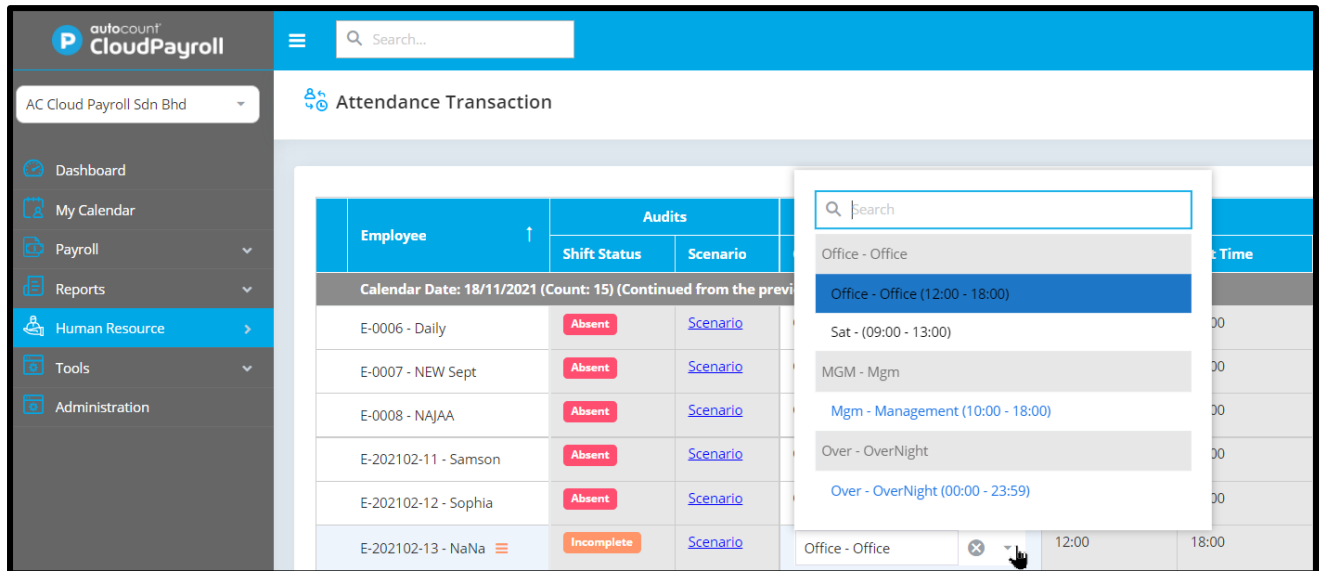 autocount
P CloudPayroll
Search...
AC Cloud Payroll Sdn Bhd
Attendance Transaction
Dashboard
My Calendar
Payroll
Reports
Human Resource
Tools
Administration
Employee ↑
Audits
Shift Status
Scenario
Time
Calendar Date: 18/11/2021 (Count: 15) (Continued from the
E-0006 - Daily Absent Scenario
E-0007 - NEW Sept Absent Scenario
E-0008 - NAJAA Absent Scenario
E-202102-11 - Samson Absent Scenario
E-202102-12 - Sophia Absent Scenario
E-202102-13 - NaNa Incomplete Scenario Office - Office 12:00 18:00
Search
Office - Office
Office - Office (12:00 - 18:00)
Sat - (09:00 - 13:00)
MGM - Mgm
Mgm - Management (10:00 - 18:00)
Over - OverNight
Over - OverNight (00:00 - 23:59)